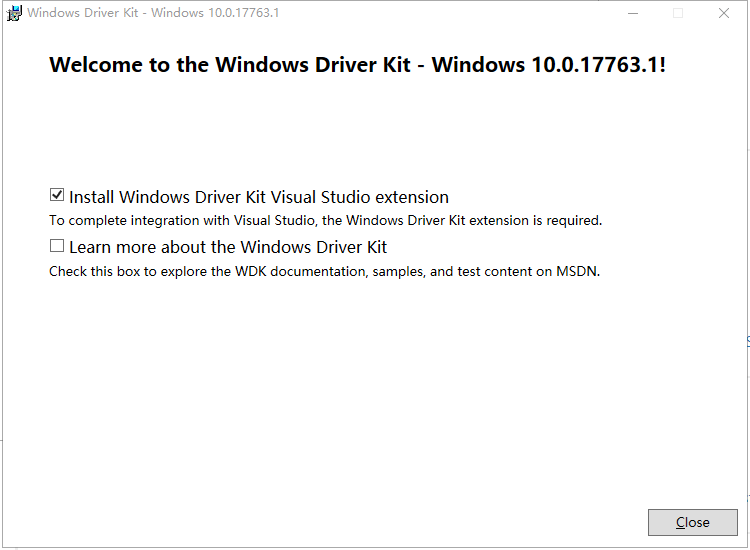 Windows Driver Kit - Windows 10.0.17763.1
Welcome to the Windows Driver Kit - Windows 10.0.17763.1!
Install Windows Driver Kit Visual Studio extension
To complete integration with Visual Studio, the Windows Driver Kit extension is required.
Learn more about the Windows Driver Kit
Check this box to explore the WDK documentation, samples, and test content on MSDN.
Close